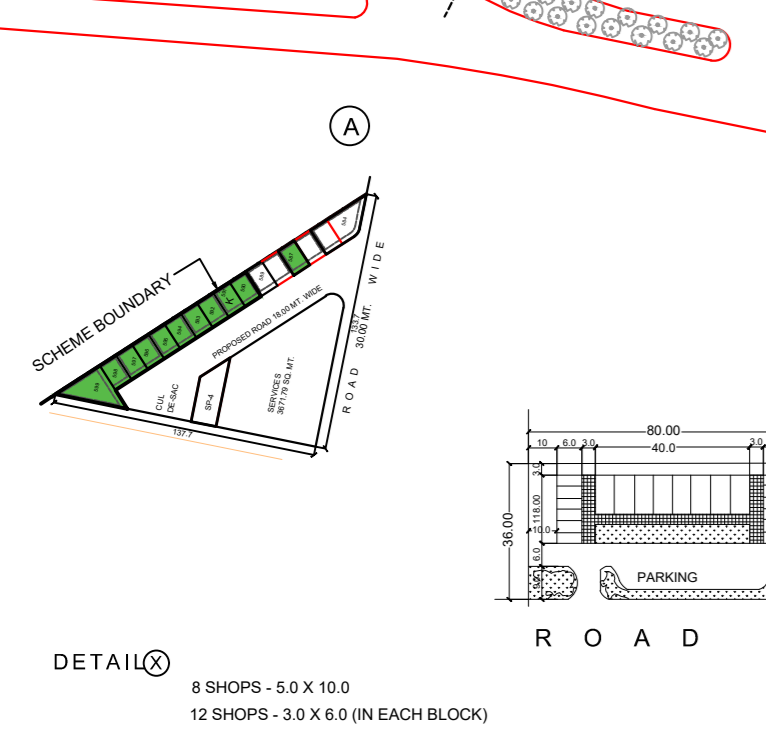 A
SCHEME BOUNDARY
K
PROPOSED ROAD 18.00 MT. WIDE
ROAD 30.00 MT. WIDE
133.7
CUL
DE-SAC
SP-4
SERVICES
3671.79 SQ. MT.
137.7
80.00
10 6.0 3.0 40.0 3.0
3.0
118.00
10.0
36.00
6.0
PARKING
ROAD
DETAIL X
8 SHOPS - 5.0 X 10.0
12 SHOPS - 3.0 X 6.0 (IN EACH BLOCK)